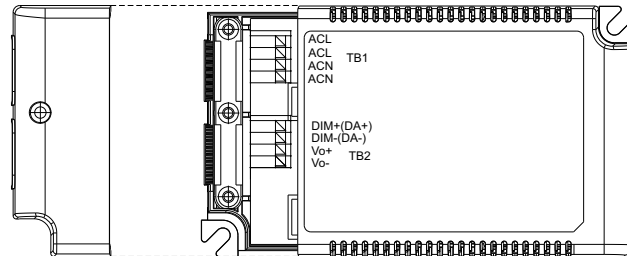 ACL
ACL
TB1
ACN
ACN
DIM+(DA+)
DIM-(DA-)
Vo+
TB2
Vo-